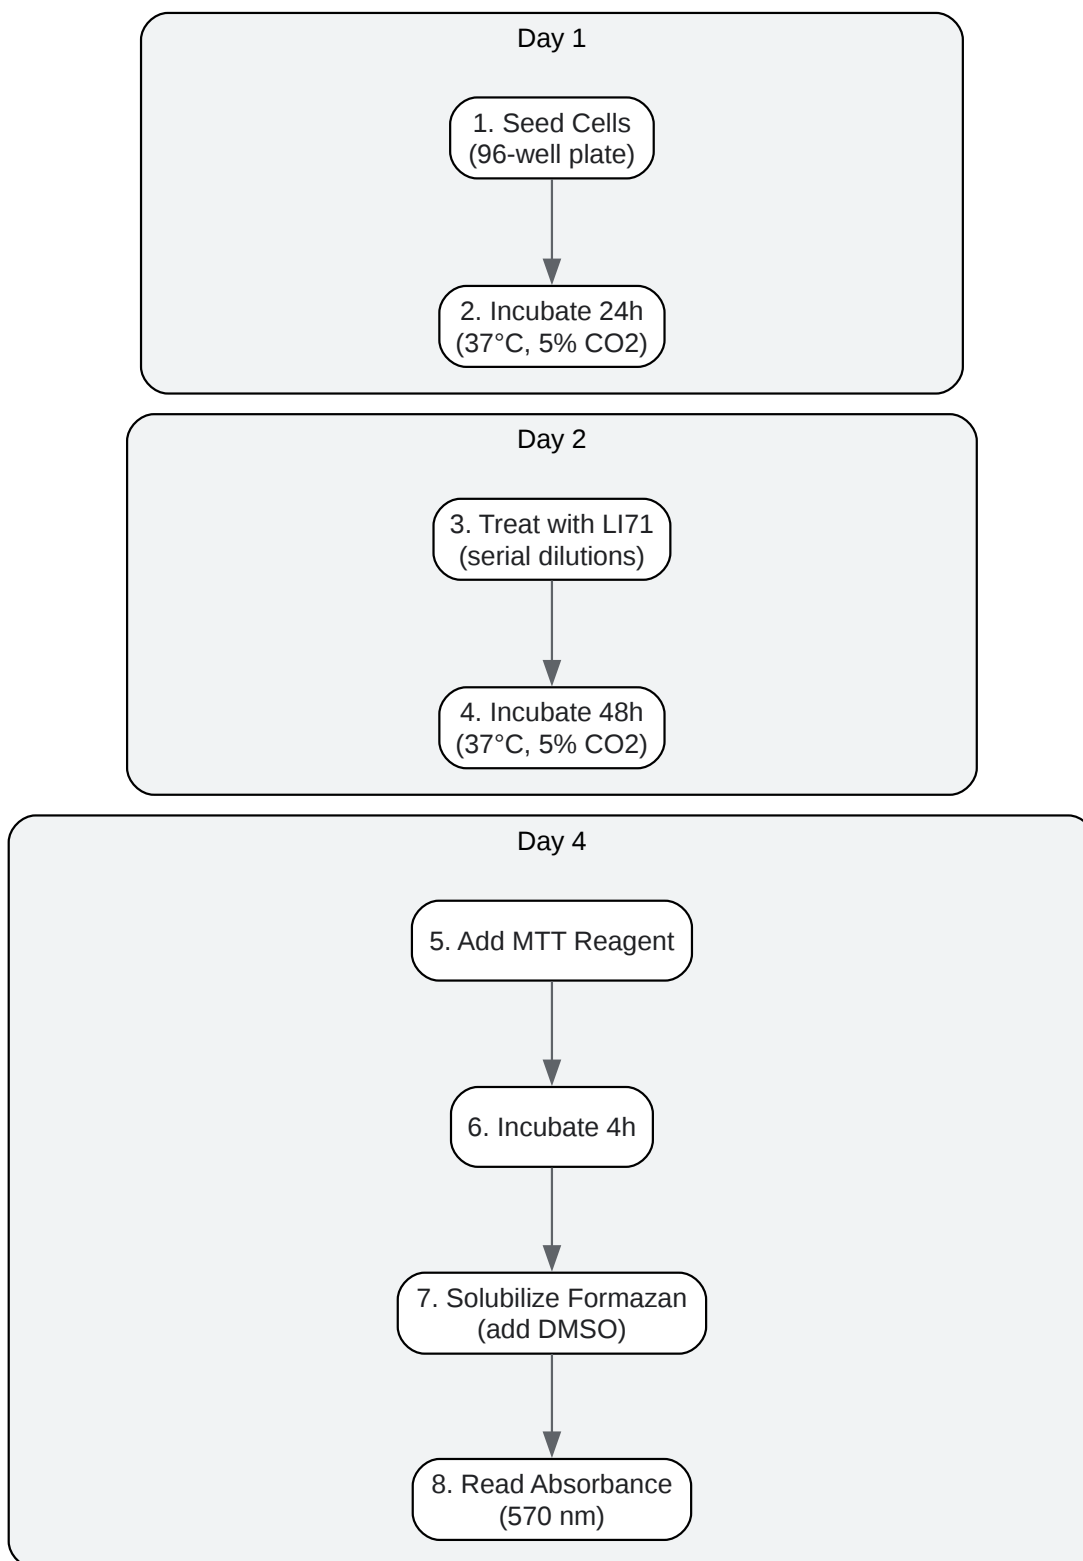 Day 1
1. Seed Cells
(96-well plate)
2. Incubate 24h
(37°C, 5% CO2)
Day 2
3. Treat with LI71
(serial dilutions)
4. Incubate 48h
(37°C, 5% CO2)
Day 4
5. Add MTT Reagent
6. Incubate 4h
7. Solubilize Formazan
(add DMSO)
8. Read Absorbance
(570 nm)